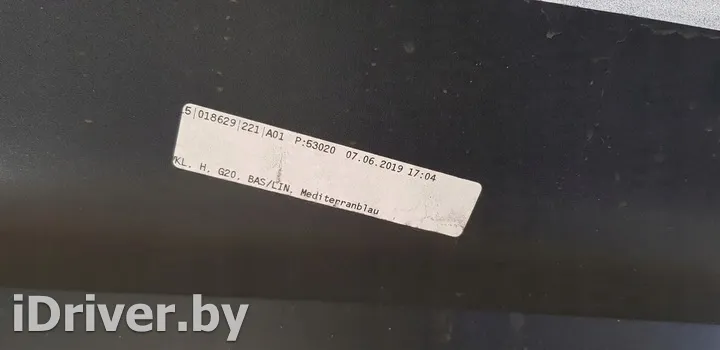 5|018629|221|A01 P:53020 07.06.2019 17:04
KL. H. G20. BAS/LIN. Mediterranblau
iDriver.by